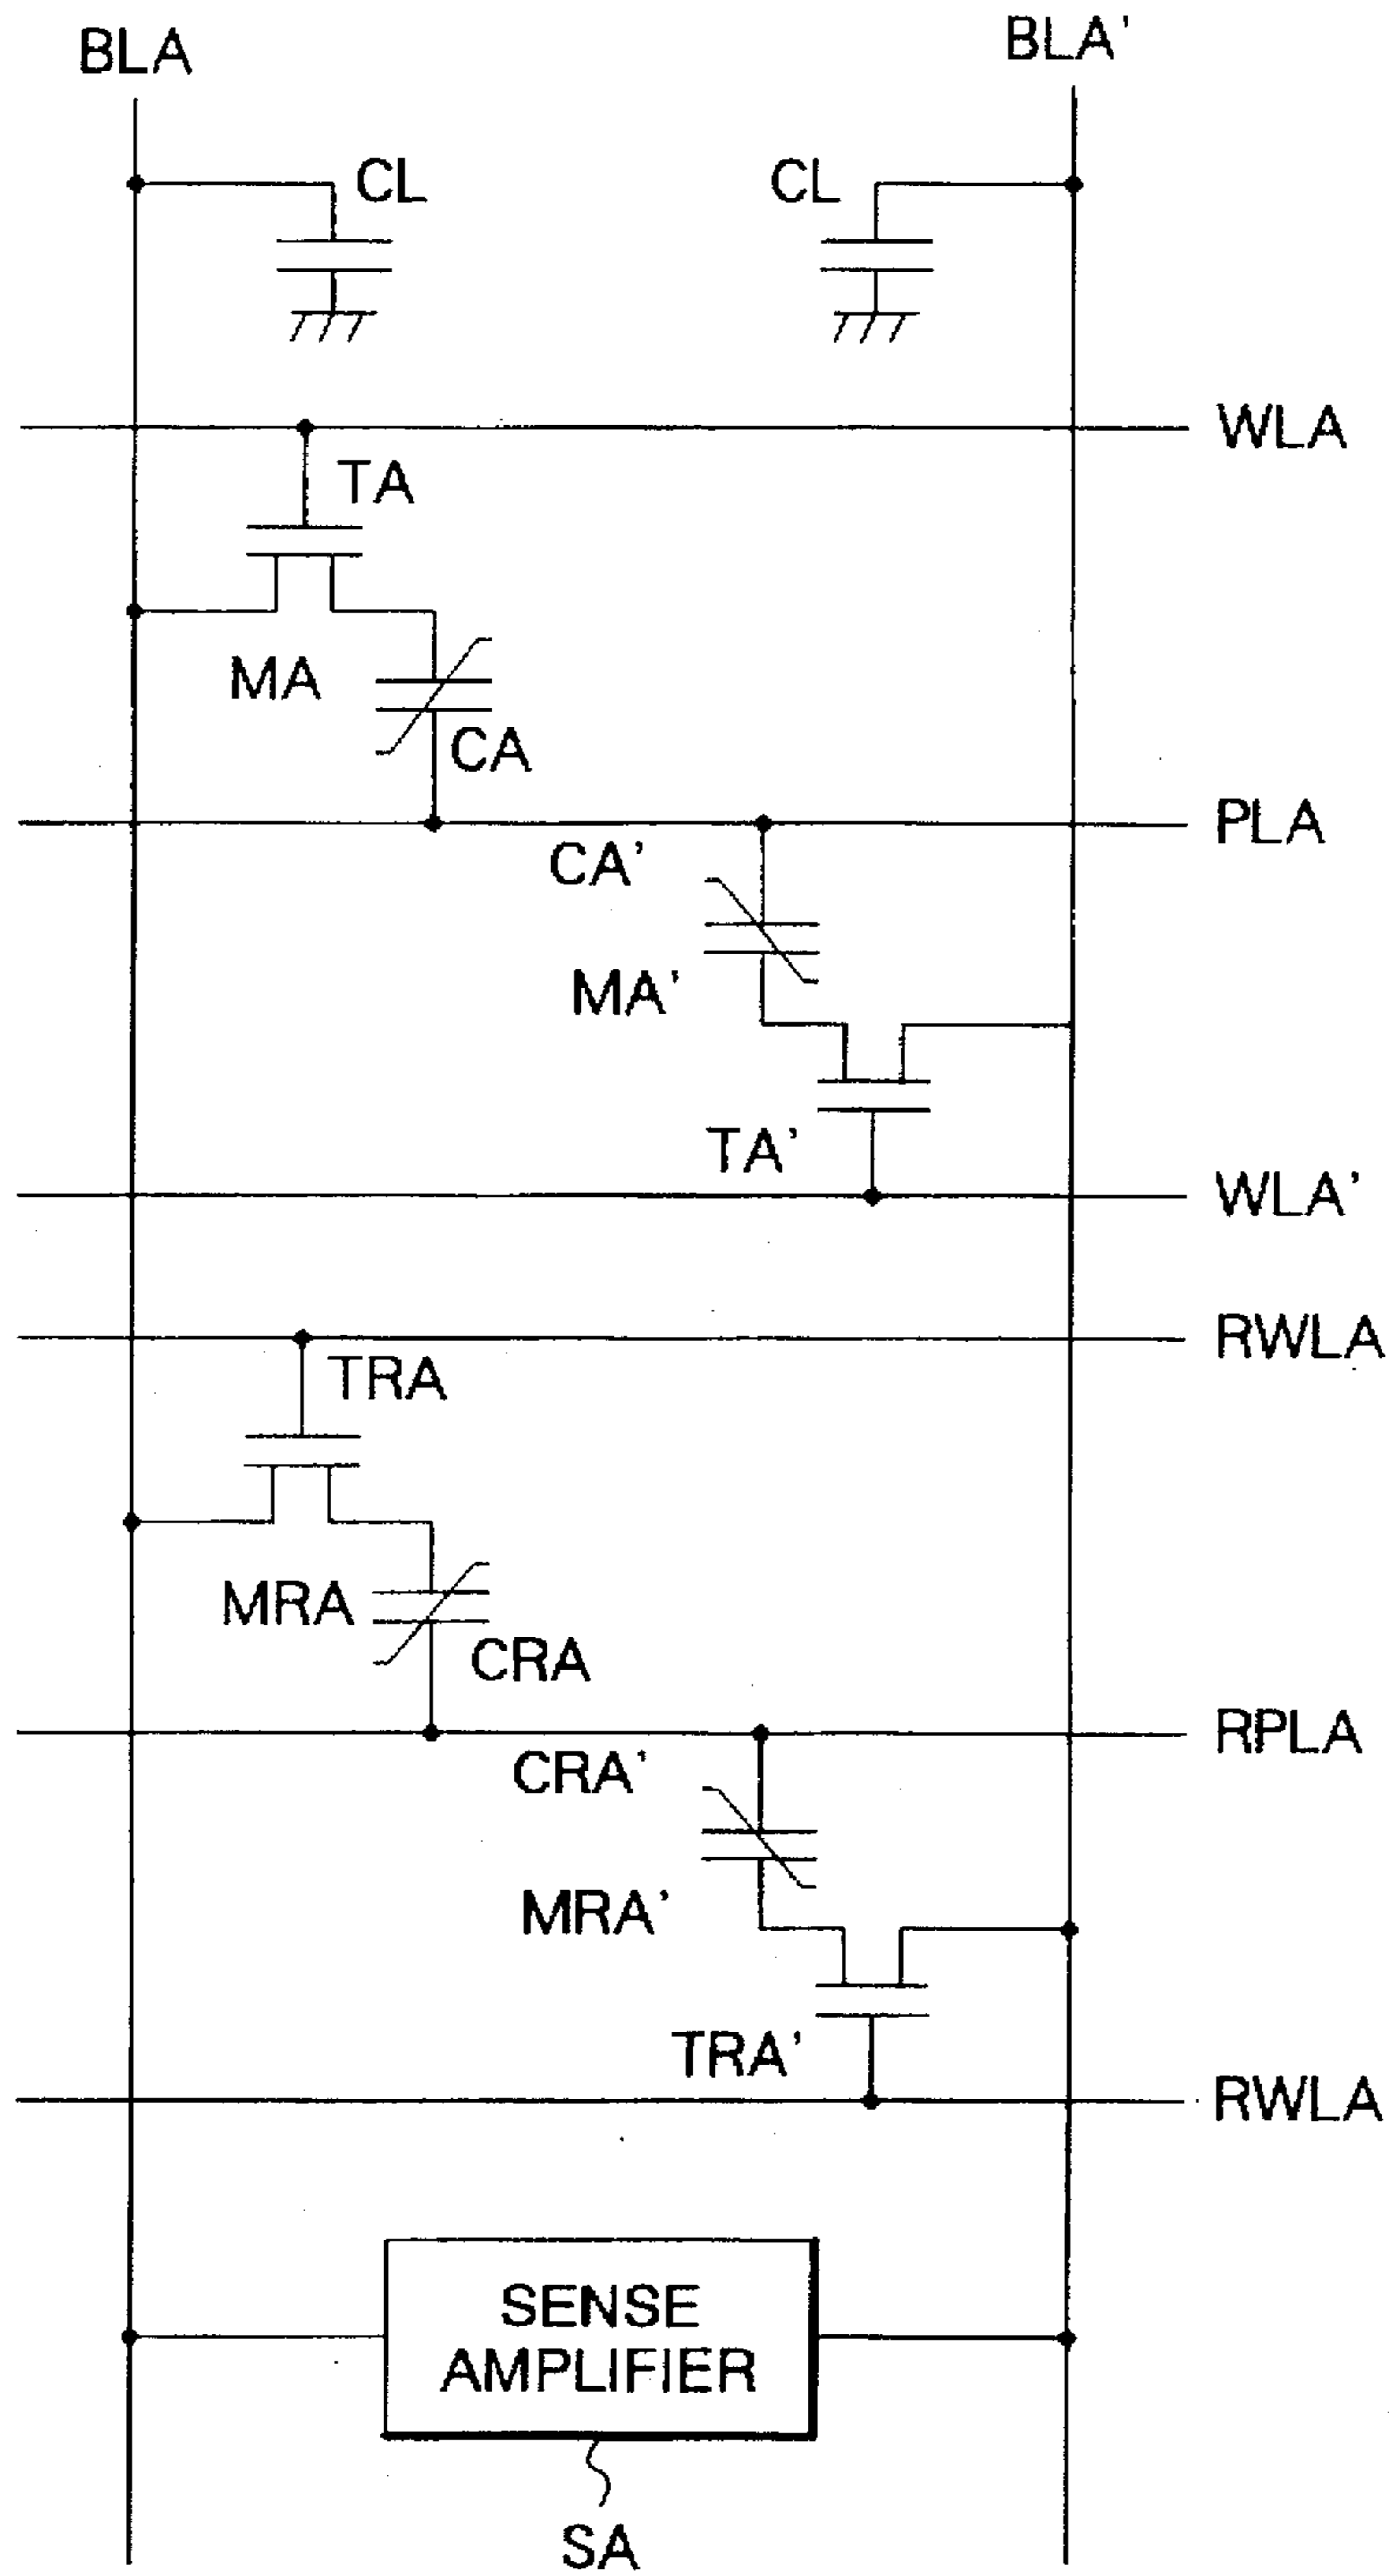 BLA
BLA'
CL
CL
WLA
TA
MA
CA
PLA
CA'
MA'
TA'
WLA'
RWLA
TRA
MRA
CRA
RPLA
CRA'
MRA'
TRA'
RWLA
SENSE
AMPLIFIER
SA